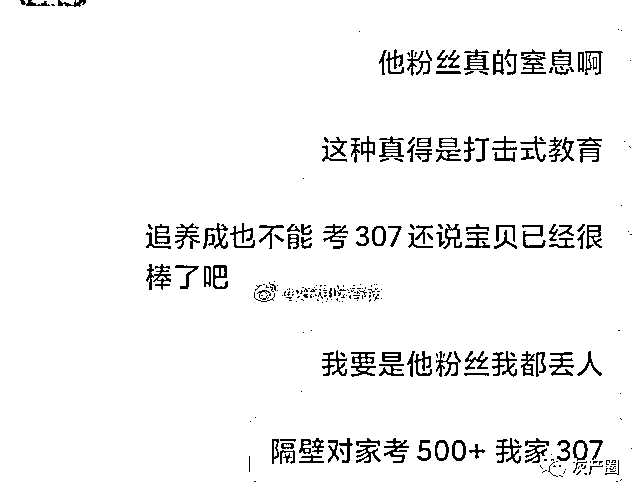 他粉丝真的窒息啊
这种真得是打击式教育
追养成也不能 考 307 还说宝贝已经很
棒了吧
我要是他粉丝我都丢人
隔壁对家考 500+ 我家 307
灰产圈